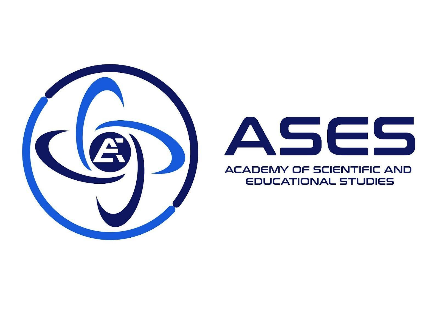 ASES
ACADEMY OF SCIENTIFIC AND
EDUCATIONAL STUDIES